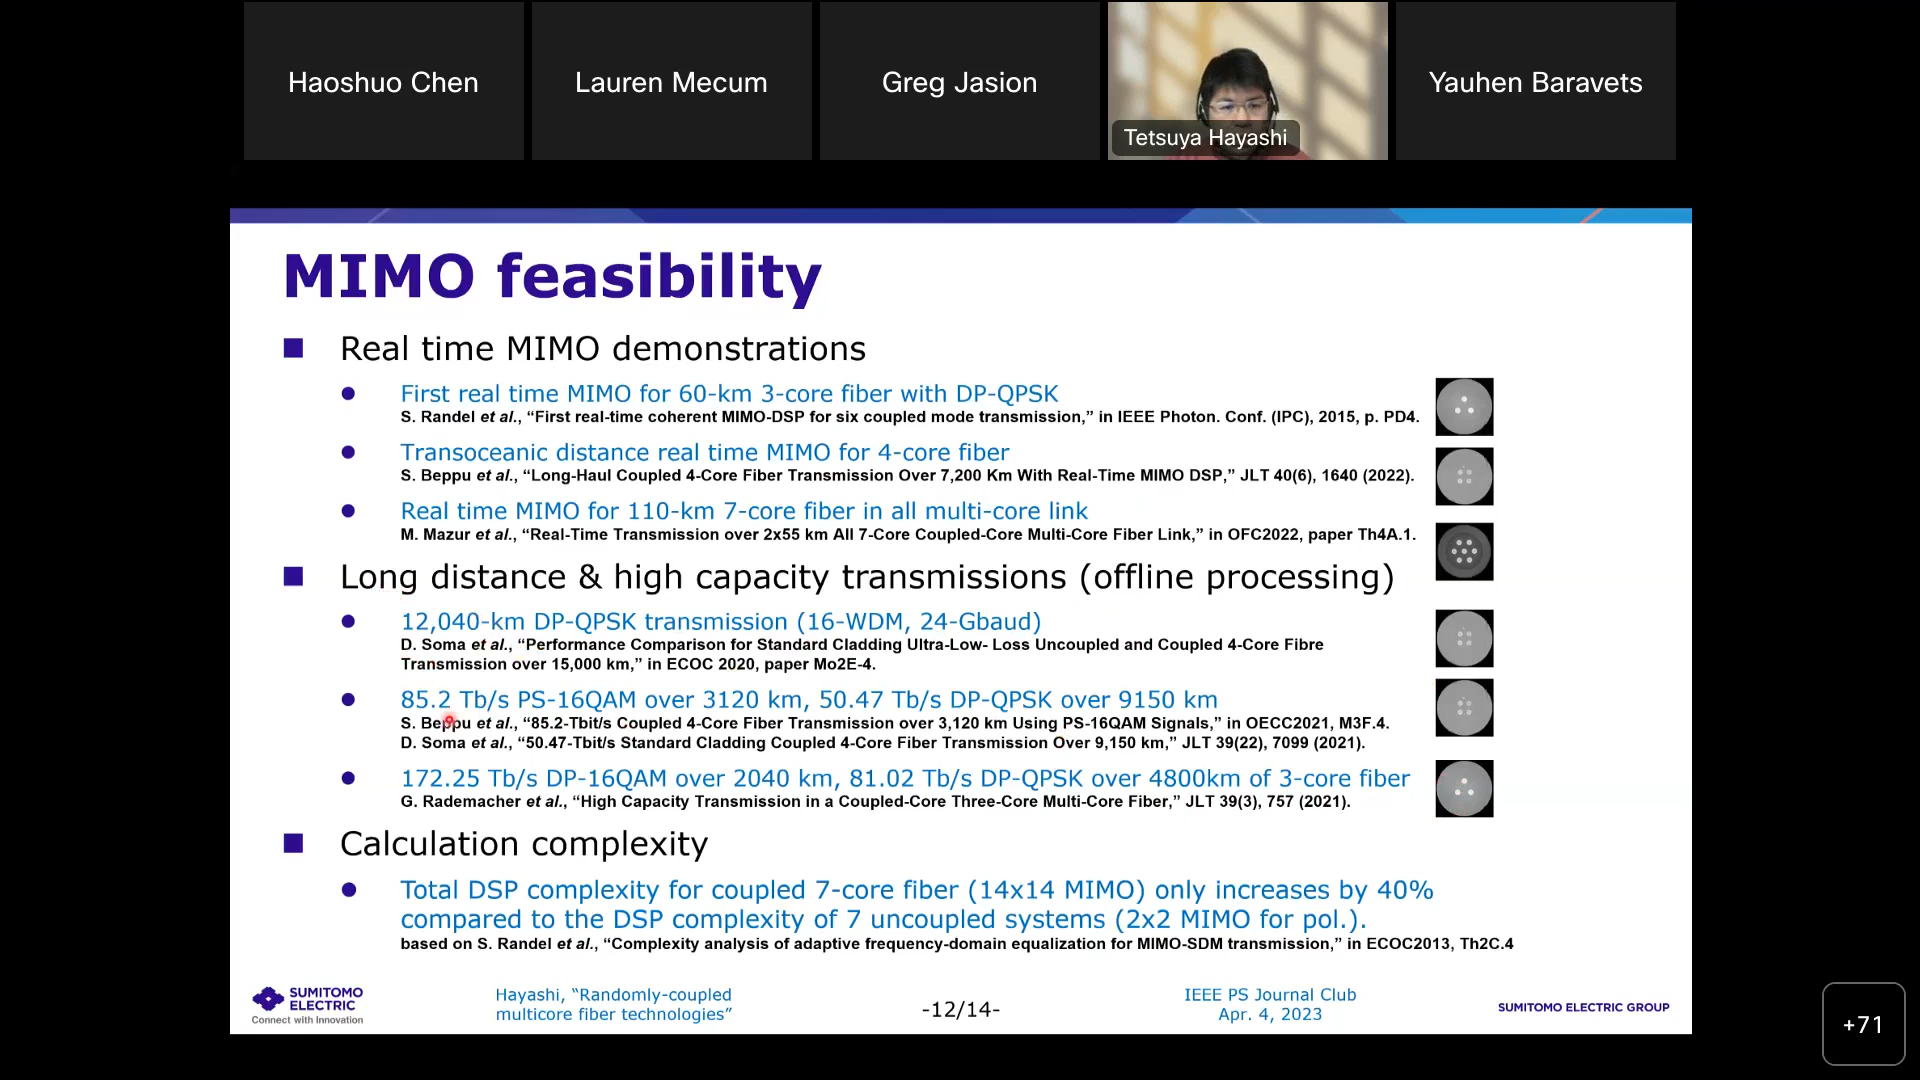 Haoshuo Chen
Lauren Mecum
Greg Jasion
Tetsuya Hayashi
Yauhen Baravets
MIMO feasibility
Real time MIMO demonstrations
First real time MIMO for 60-km 3-core fiber with DP-QPSK
S. Randel et al., “First real-time coherent MIMO-DSP for six coupled mode transmission,” in IEEE Photon. Conf. (IPC), 2015, p. PD4.
Transoceanic distance real time MIMO for 4-core fiber
S. Beppu et al., “Long-Haul Coupled 4-Core Fiber Transmission Over 7,200 Km With Real-Time MIMO DSP,” JLT 40(6), 1640 (2022).
Real time MIMO for 110-km 7-core fiber in all multi-core link
M. Mazur et al., “Real-Time Transmission over 2x55 km All 7-Core Coupled-Core Multi-Core Fiber Link,” in OFC2022, paper Th4A.1.
Long distance & high capacity transmissions (offline processing)
12,040-km DP-QPSK transmission (16-WDM, 24-Gbaud)
D. Soma et al., “Performance Comparison for Standard Cladding Ultra-Low- Loss Uncoupled and Coupled 4-Core Fibre
Transmission over 15,000 km,” in ECOC 2020, paper Mo2E-4.
85.2 Tb/s PS-16QAM over 3120 km, 50.47 Tb/s DP-QPSK over 9150 km
S. Beppu et al., “85.2-Tbit/s Coupled 4-Core Fiber Transmission over 3,120 km Using PS-16QAM Signals,” in OECC2021, M3F.4.
D. Soma et al., “50.47-Tbit/s Standard Cladding Coupled 4-Core Fiber Transmission Over 9,150 km,” JLT 39(22), 7099 (2021).
172.25 Tb/s DP-16QAM over 2040 km, 81.02 Tb/s DP-QPSK over 4800km of 3-core fiber
G. Rademacher et al., “High Capacity Transmission in a Coupled-Core Three-Core Multi-Core Fiber,” JLT 39(3), 757 (2021).
Calculation complexity
Total DSP complexity for coupled 7-core fiber (14x14 MIMO) only increases by 40%
compared to the DSP complexity of 7 uncoupled systems (2x2 MIMO for pol.).
based on S. Randel et al., “Complexity analysis of adaptive frequency-domain equalization for MIMO-SDM transmission,” in ECOC2013, Th2C.4
SUMITOMO
ELECTRIC
Connect with Innovation
Hayashi, “Randomly-coupled
multicore fiber technologies”
-12/14-
IEEE PS Journal Club
Apr. 4, 2023
SUMITOMO ELECTRIC GROUP
+71